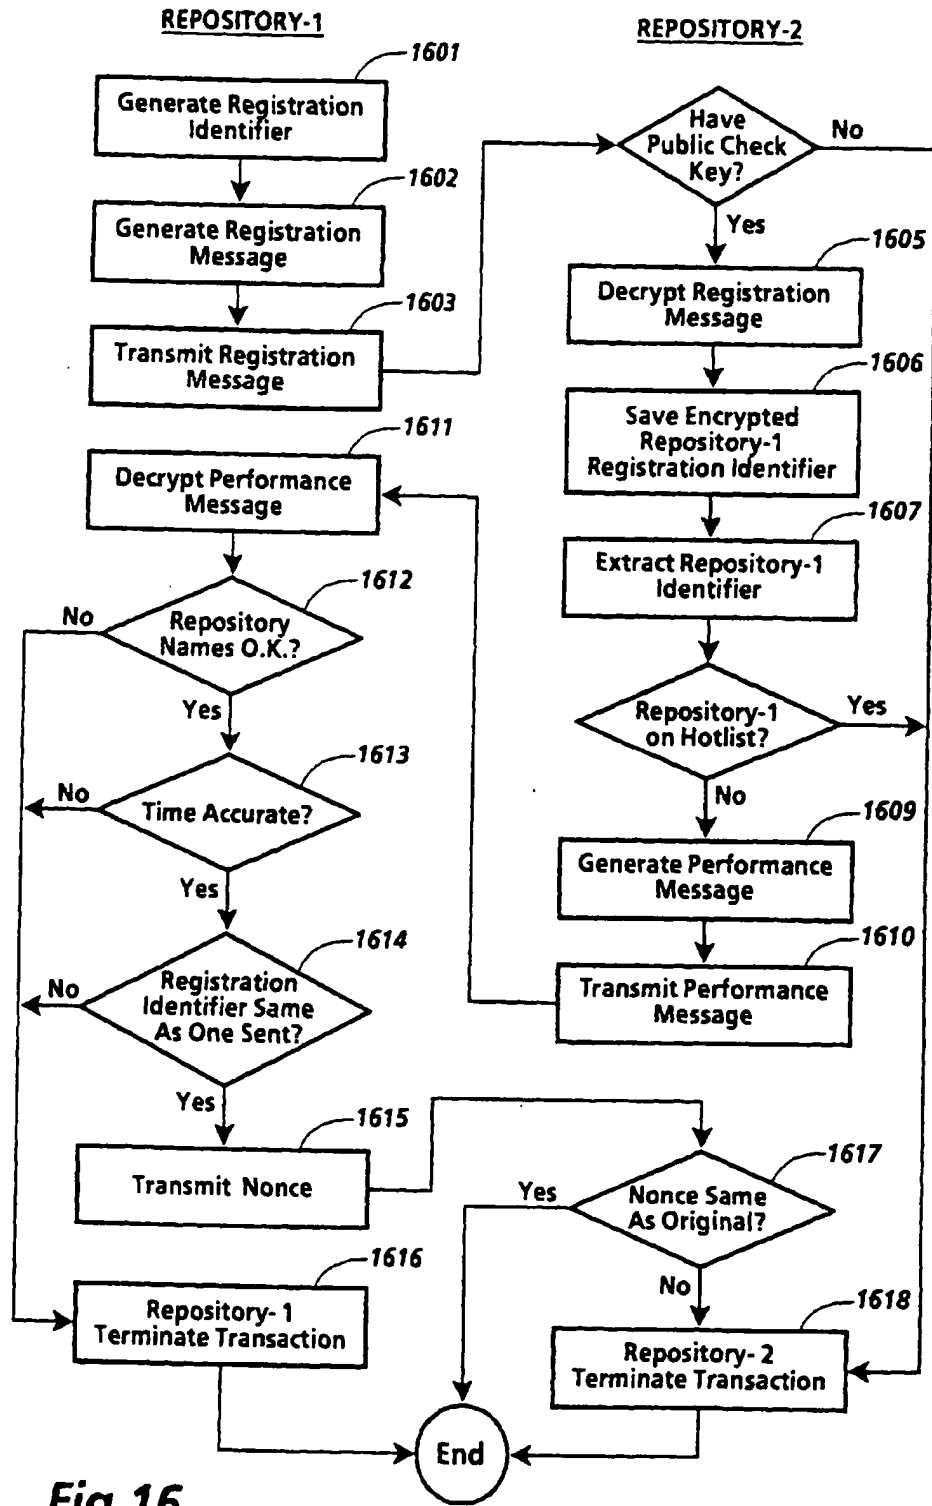 REPOSITORY-1
1601
Generate Registration
Identifier
1602
Generate Registration
Message
1603
Transmit Registration
Message
1611
Decrypt Performance
Message
1612
Repository
Names O.K.?
No
Yes
1613
Time Accurate?
No
Yes
1614
Registration
Identifier Same
As One Sent?
No
Yes
1615
Transmit Nonce
1616
Repository- 1
Terminate Transaction
REPOSITORY-2
Have
Public Check
Key?
No
Yes
1605
Decrypt Registration
Message
1606
Save Encrypted
Repository-1
Registration Identifier
1607
Extract Repository-1
Identifier
Repository-1
on Hotlist?
Yes
No
1609
Generate Performance
Message
1610
Transmit Performance
Message
1617
Nonce Same
As Original?
Yes
No
1618
Repository- 2
Terminate Transaction
End
Fig.16